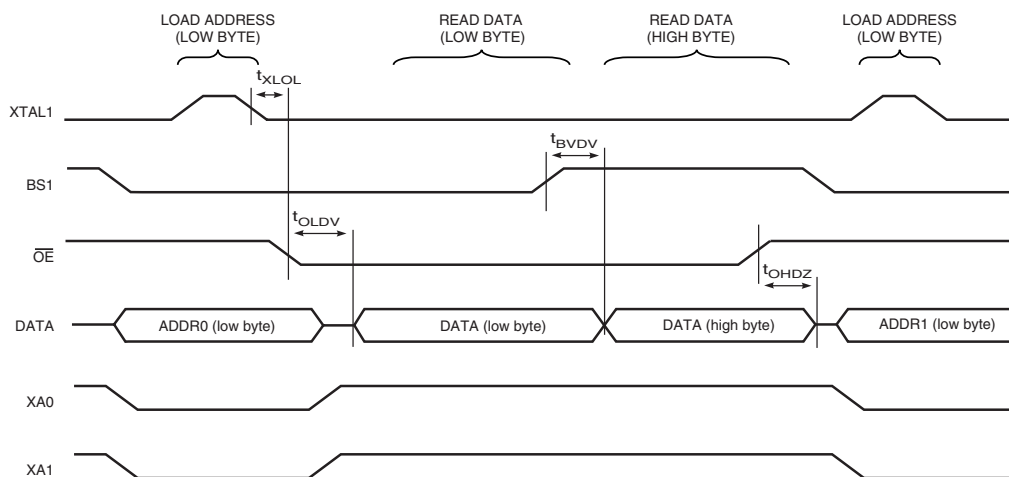 LOAD ADDRESS
(LOW BYTE)
READ DATA
(LOW BYTE)
READ DATA
(HIGH BYTE)
LOAD ADDRESS
(LOW BYTE)
tXLOL
XTAL1
tBVDV
BS1
tOLDV
OE
tOHDZ
DATA
ADDR0 (low byte)
DATA (low byte)
DATA (high byte)
ADDR1 (low byte)
XA0
XA1